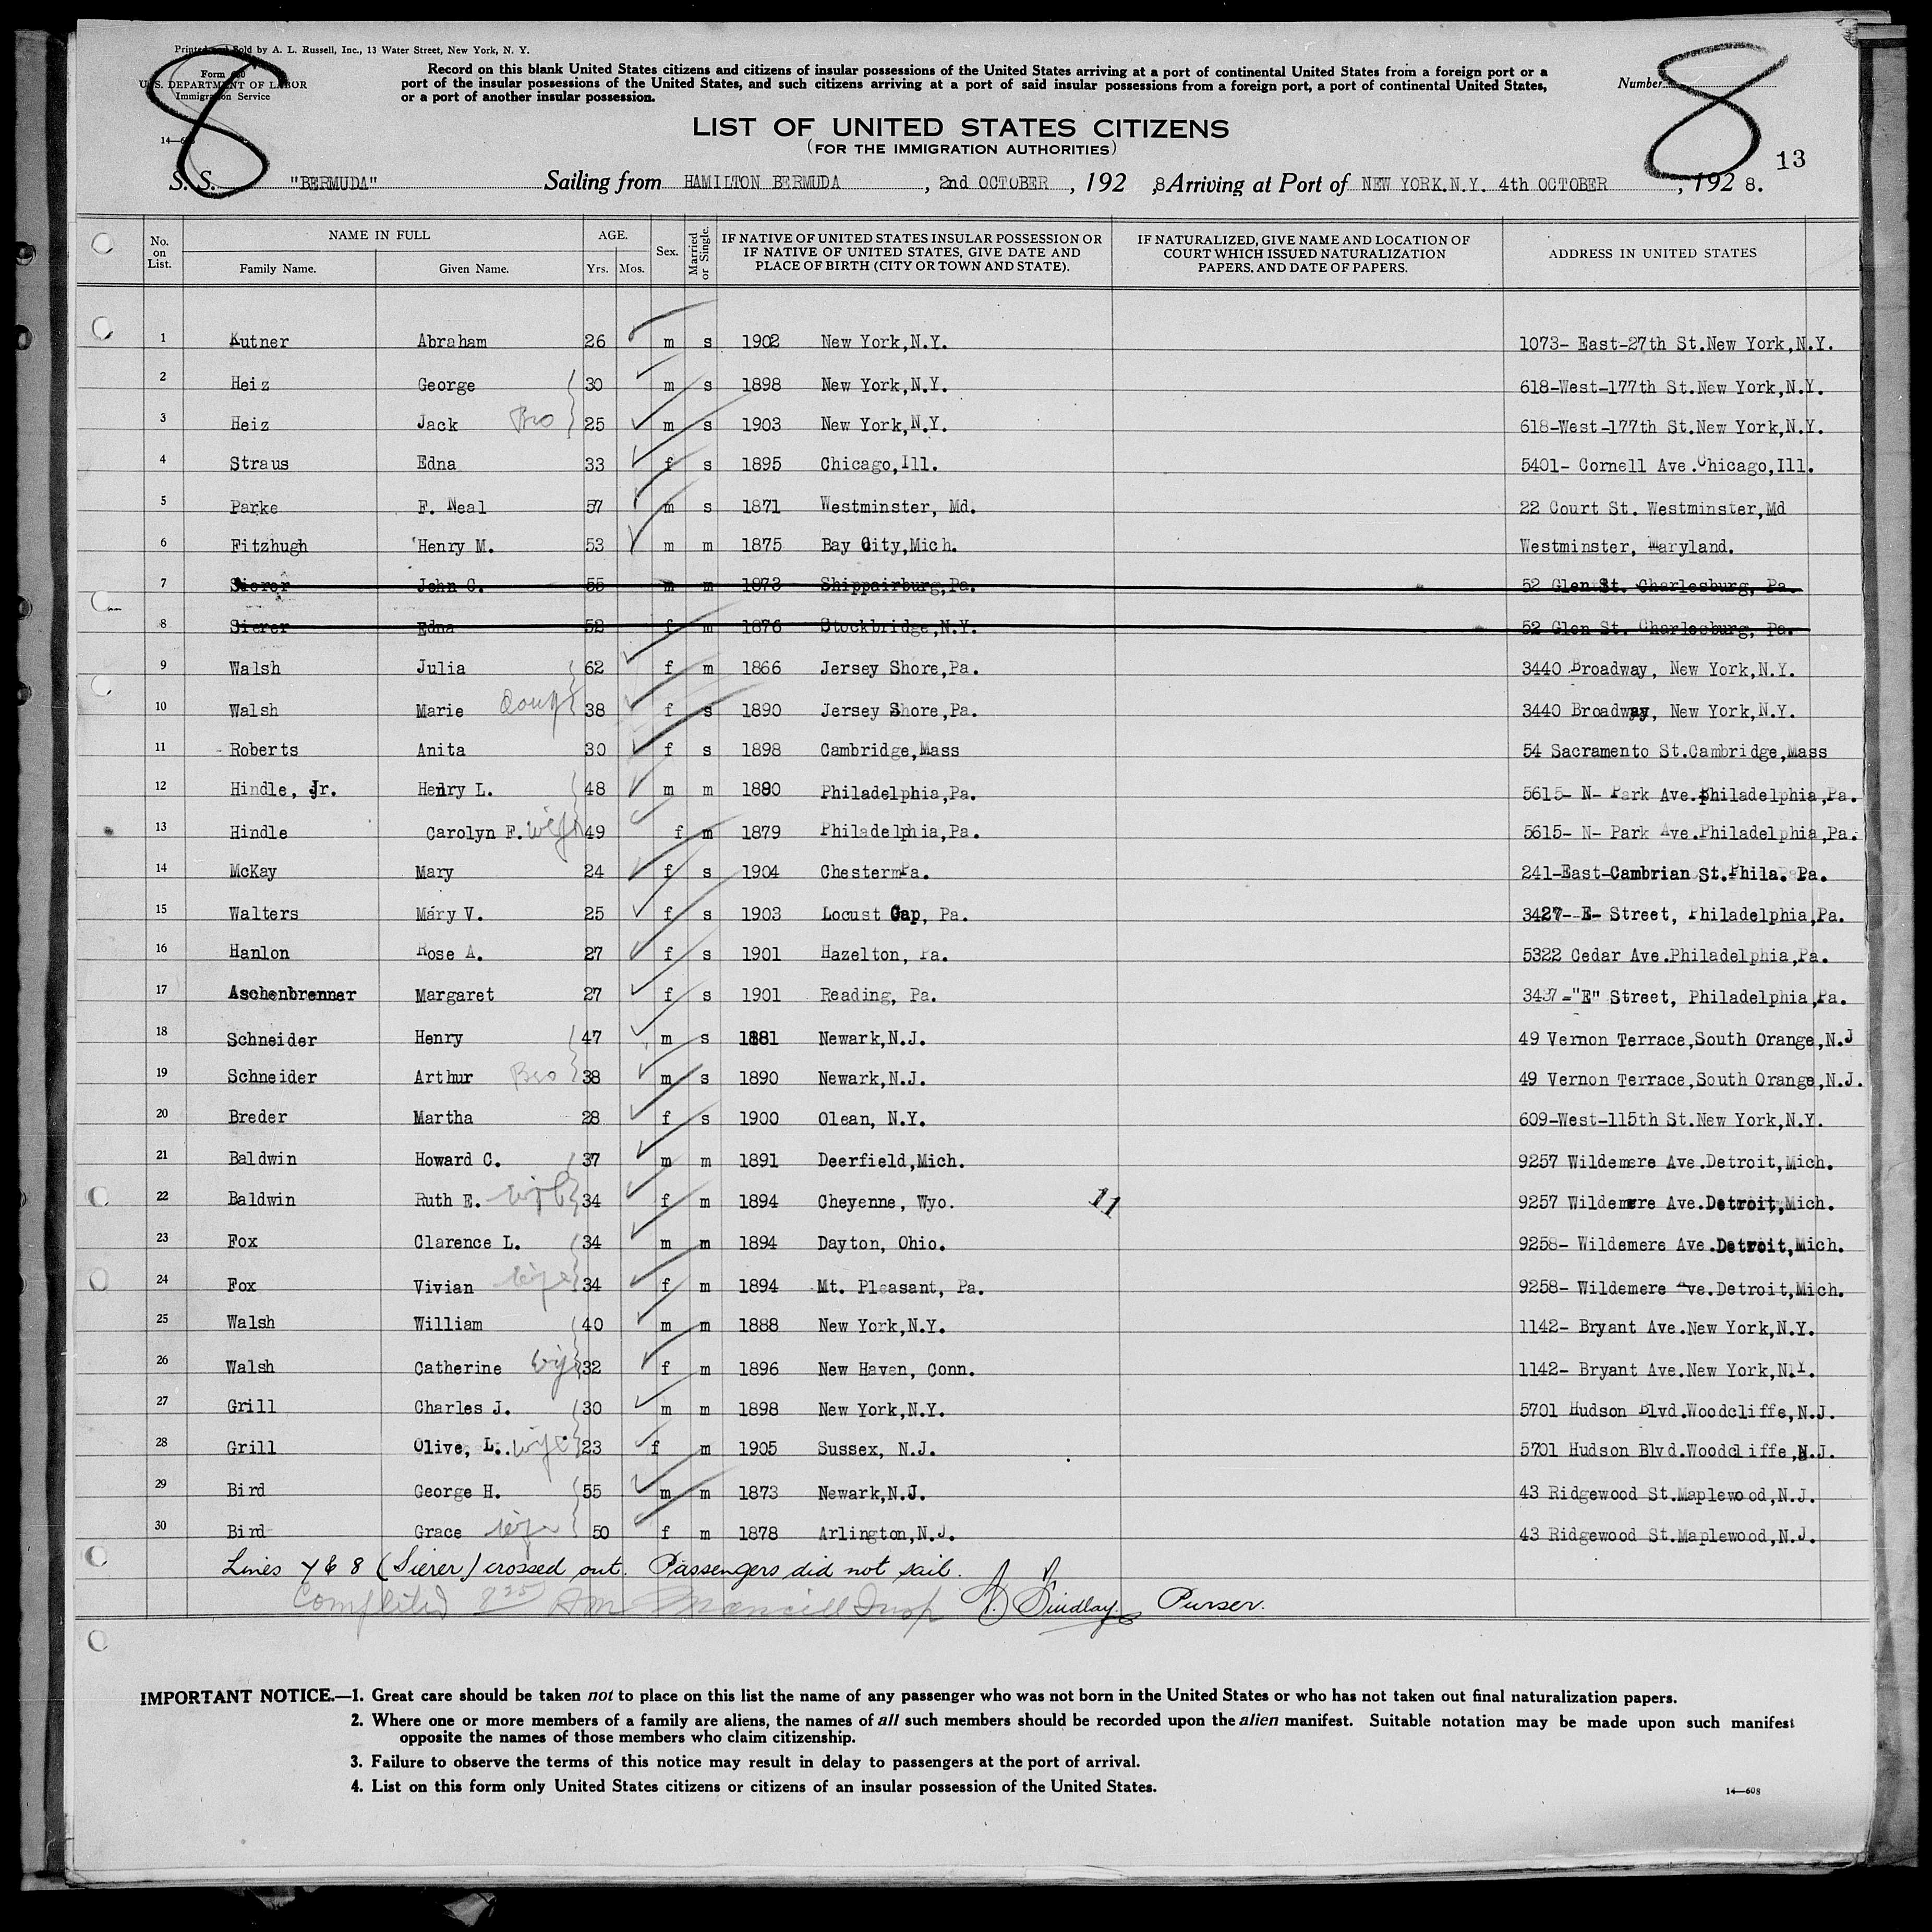 Printed and Sold by A. L. Russell, Inc., 13 Water Street, New York, N. Y.
8
Form
U. S. DEPARTMENT OF LABOR
Immigration Service
Record on this blank United States citizens and citizens of insular possessions of the United States arriving at a port of continental United States from a foreign port or a
port of the insular possessions of the United States, and such citizens arriving at a port of said insular possessions from a foreign port, a port of continental United States,
or a port of another insular possession.
Number
8
LIST OF UNITED STATES CITIZENS
(FOR THE IMMIGRATION AUTHORITIES)
13
S. S. "BERMUDA" Sailing from HAMILTON BERMUDA, 2nd OCTOBER, 192 8 Arriving at Port of NEW YORK.N.Y. 4th OCTOBER, 192 8.
No. on List. NAME IN FULL Family Name. Given Name. AGE. Yrs. Mos. Sex. Married or Single. IF NATIVE OF UNITED STATES INSULAR POSSESSION OR IF NATIVE OF UNITED STATES, GIVE DATE AND PLACE OF BIRTH (CITY OR TOWN AND STATE). IF NATURALIZED, GIVE NAME AND LOCATION OF COURT WHICH ISSUED NATURALIZATION PAPERS, AND DATE OF PAPERS. ADDRESS IN UNITED STATES
1 Kutner Abraham 26 m s 1902 New York,N.Y. 1073- East-27th St.New York,N.Y.
2 Heiz George 30 m s 1898 New York,N.Y. 618-West-177th St.New York,N.Y.
3 Heiz Jack Bro 25 m s 1903 New York,N.Y. 618-West-177th St.New York,N.Y.
4 Straus Edna 33 f s 1895 Chicago,Ill. 5401- Cornell Ave.Chicago,Ill.
5 Parke F. Neal 57 m s 1871 Westminster, Md. 22 Court St. Westminster,Md
6 Fitzhugh Henry M. 53 m m 1875 Bay City,Mich. Westminster, Maryland.
7 Sierer John C. 55 m m 1873 Shippairburg,Pa. 52 Glen St. Charlesburg, Pa.
8 Sierer Edna 52 f m 1876 Stockbridge,N.Y. 52 Glen St. Charlesburg, Pa.
9 Walsh Julia 62 f m 1866 Jersey Shore,Pa. 3440 Broadway, New York,N.Y.
10 Walsh Marie Daug 38 f s 1890 Jersey Shore,Pa. 3440 Broadway, New York,N.Y.
11 Roberts Anita 30 f s 1898 Cambridge,Mass 54 Sacramento St.Cambridge,Mass
12 Hindle, Jr. Henry L. 48 m m 1880 Philadelphia,Pa. 5615- N- Park Ave.Philadelphia,Pa.
13 Hindle Carolyn F. wife 49 f m 1879 Philadelphia,Pa. 5615- N- Park Ave.Philadelphia,Pa.
14 McKay Mary 24 f s 1904 ChestermPa. 241-East-Cambrian St.Phila. Pa.
15 Walters Mary V. 25 f s 1903 Locust Gap, Pa. 3427--E- Street, Philadelphia,Pa.
16 Hanlon Rose A. 27 f s 1901 Hazelton, Pa. 5322 Cedar Ave.Philadelphia,Pa.
17 Aschenbrenner Margaret 27 f s 1901 Reading, Pa. 3437-"E" Street, Philadelphia,Pa.
18 Schneider Henry 47 m s 1881 Newark,N.J. 49 Vernon Terrace,South Orange,N.J
19 Schneider Arthur Bro 38 m s 1890 Newark,N.J. 49 Vernon Terrace,South Orange,N.J.
20 Breder Martha 28 f s 1900 Olean, N.Y. 609-West-115th St.New York,N.Y.
21 Baldwin Howard C. 37 m m 1891 Deerfield,Mich. 9257 Wildemere Ave.Detroit,Mich.
22 Baldwin Ruth E. wife 34 f m 1894 Cheyenne, Wyo. 11 9257 Wildemere Ave.Detroit,Mich.
23 Fox Clarence L. 34 m m 1894 Dayton, Ohio. 9258- Wildemere Ave.Detroit,Mich.
24 Fox Vivian wife 34 f m 1894 Mt. Pleasant, Pa. 9258- Wildemere Ave.Detroit,Mich.
25 Walsh William 40 m m 1888 New York,N.Y. 1142- Bryant Ave.New York,N.Y.
26 Walsh Catherine wife 32 f m 1896 New Haven, Conn. 1142- Bryant Ave.New York,N.Y.
27 Grill Charles J. 30 m m 1898 New York,N.Y. 5701 Hudson Blvd.Woodcliffe,N.J.
28 Grill Olive, L.. wife 23 f m 1905 Sussex, N.J. 5701 Hudson Blvd.Woodcliffe,N.J.
29 Bird George H. 55 m m 1873 Newark,N.J. 43 Ridgewood St.Maplewood,N.J.
30 Bird Grace wife 50 f m 1878 Arlington,N.J. 43 Ridgewood St.Maplewood,N.J.
Lines 7 & 8 (Sierer) crossed out. Passengers did not sail.
Completed 8 25 Am Insp Findlay. Purser.
IMPORTANT NOTICE.—1. Great care should be taken not to place on this list the name of any passenger who was not born in the United States or who has not taken out final naturalization papers.
2. Where one or more members of a family are aliens, the names of all such members should be recorded upon the alien manifest. Suitable notation may be made upon such manifest
opposite the names of those members who claim citizenship.
3. Failure to observe the terms of this notice may result in delay to passengers at the port of arrival.
4. List on this form only United States citizens or citizens of an insular possession of the United States.
14—608